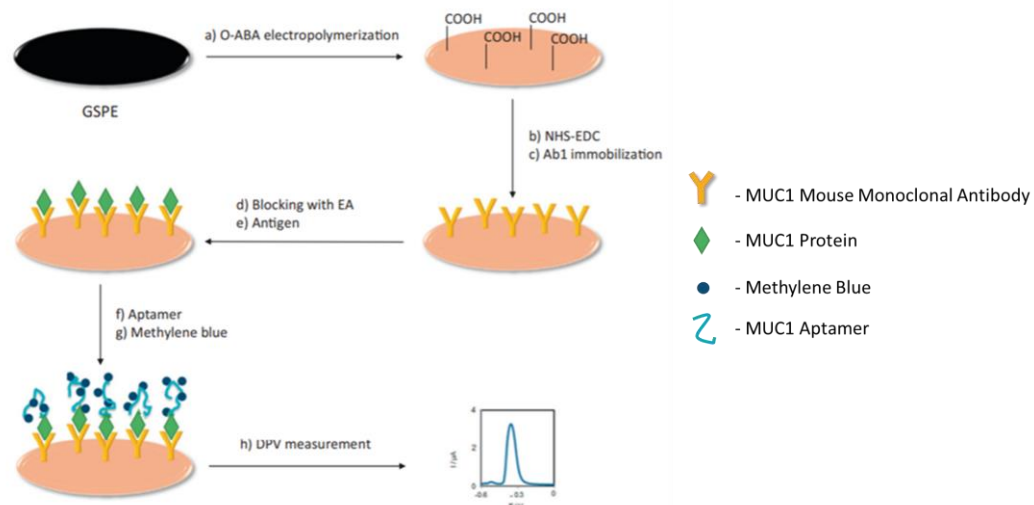 a) O-ABA electropolymerization
COOH
COOH
COOH
COOH
GSPE
b) NHS-EDC
c) Ab1 immobilization
d) Blocking with EA
e) Antigen
- MUC1 Mouse Monoclonal Antibody
- MUC1 Protein
- Methylene Blue
- MUC1 Aptamer
f) Aptamer
g) Methylene blue
h) DPV measurement
4
2
0
I / µA
-0.6
-0.3
0